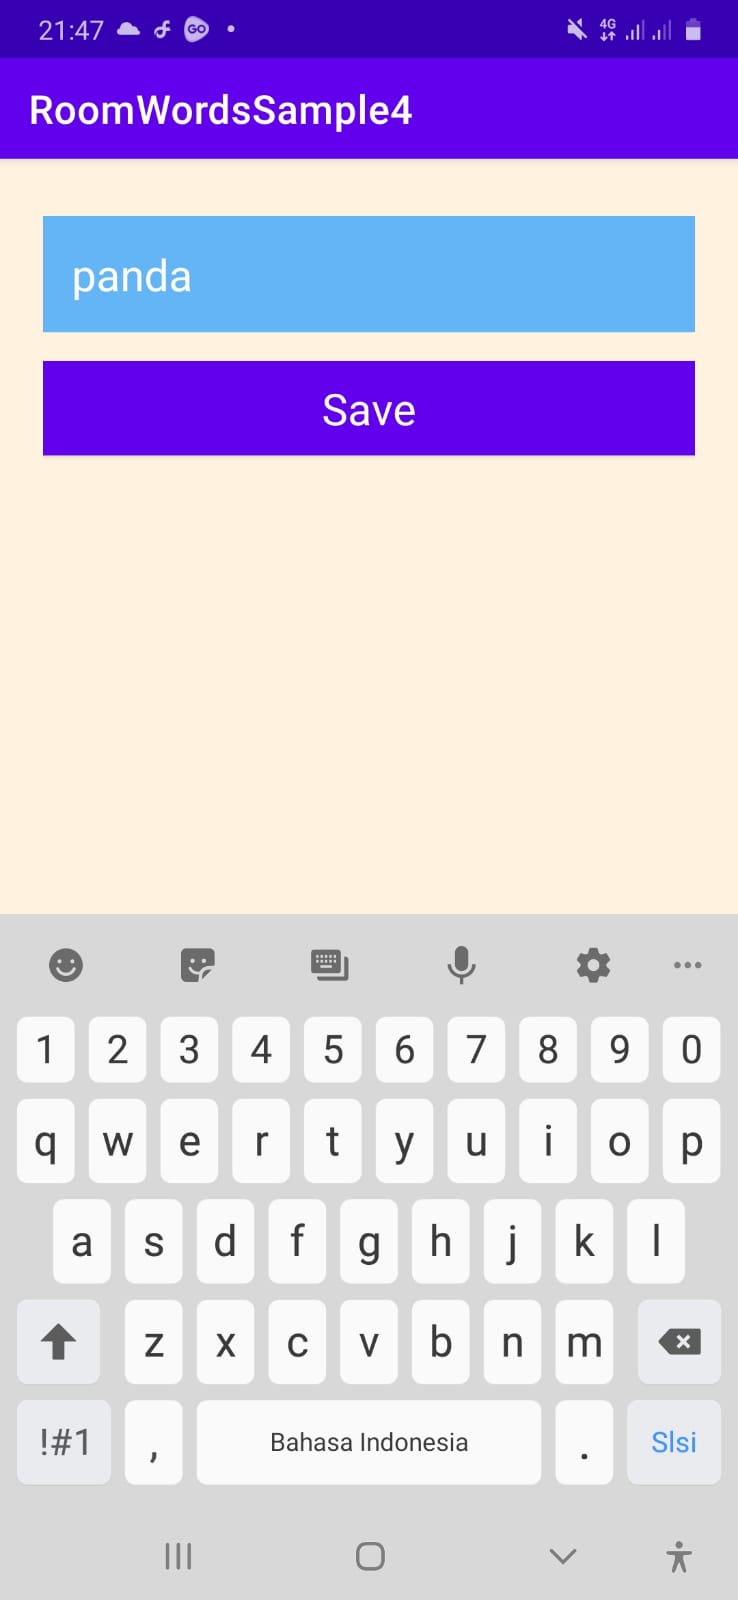 21:47 GO 4G
RoomWordsSample4
panda
Save
1 2 3 4 5 6 7 8 9 0
q w e r t y u i o p
a s d f g h j k l
z x c v b n m
!#1 , Bahasa Indonesia . Slsi